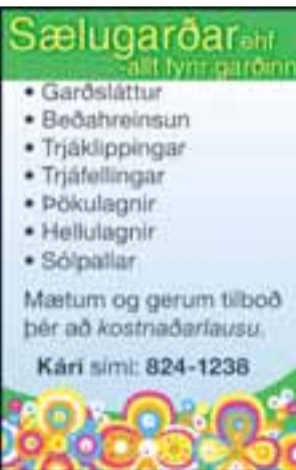 Sælugarðar ehf
-allt fyrir garðinn
• Garðsláttur
• Beðahreinsun
• Trjáklippingar
• Trjáfellingar
• Þökulagnir
• Hellulagnir
• Sólpallar
Mætum og gerum tilboð
þér að kostnaðarlausu.
Kári sími: 824-1238